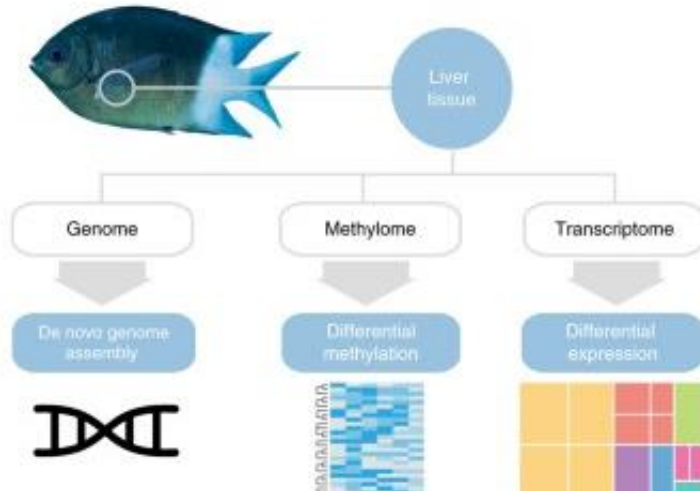 Liver
tissue
Genome
Methylome
Transcriptome
De novo genome
assembly
Differential
methylation
Differential
expression